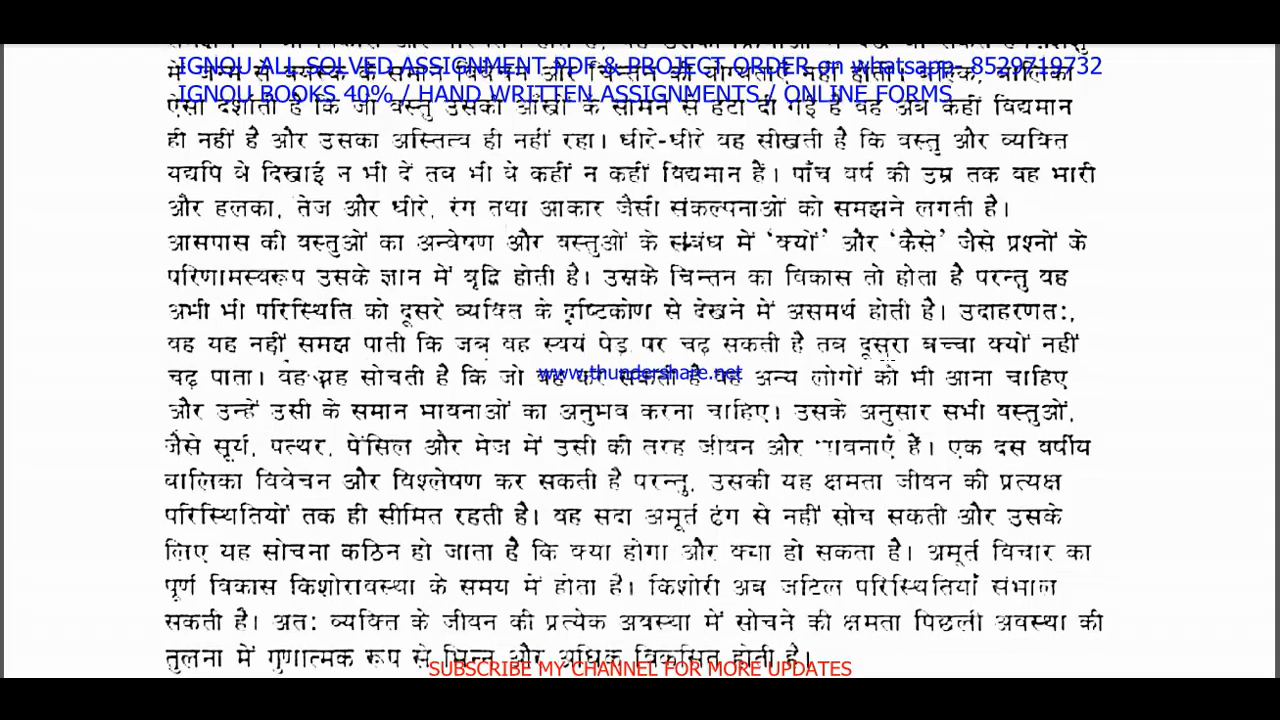 IGNOU ALL SOLVED ASSIGNMENT PDF & PROJECT ORDER on whatsapp- 8529719732
में जन्म से वयस्क के समान विवेचन और चिन्तन की योग्यताएँ नहीं होतीं। बल्कि, बालिका
IGNOU BOOKS 40% / HAND WRITTEN ASSIGNMENTS / ONLINE FORMS
ऐसा दर्शाती है कि जो वस्तु उसकी आँखों के सामने से हटा दी गई है वह अब कहीं विद्यमान
ही नहीं है और उसका अस्तित्व ही नहीं रहा। धीरे-धीरे वह सीखती है कि वस्तु और व्यक्ति
यद्यपि वे दिखाई न भी दें तब भी वे कहीं न कहीं विद्यमान हैं। पाँच वर्ष की उम्र तक वह भारी
और हलका, तेज और धीरे, रंग तथा आकार जैसी संकल्पनाओं को समझने लगती है।
आसपास की वस्तुओं का अन्वेषण और वस्तुओं के संबंध में 'क्यों' और 'कैसे' जैसे प्रश्नों के
परिणामस्वरूप उसके ज्ञान में वृद्धि होती है। उसके चिन्तन का विकास तो होता है परन्तु यह
अभी भी परिस्थिति को दूसरे व्यक्ति के दृष्टिकोण से देखने में असमर्थ होती है। उदाहरणतः,
वह यह नहीं समझ पाती कि जब वह स्वयं पेड़ पर चढ़ सकती है तब दूसरा बच्चा क्यों नहीं
चढ़ पाता। वह यह सोचती है कि जो वह कर सकती है वह अन्य लोगों को भी आना चाहिए
www.thundershare.net
और उन्हें उसी के समान भावनाओं का अनुभव करना चाहिए। उसके अनुसार सभी वस्तुओं,
जैसे सूर्य, पत्थर, पेंसिल और मेज में उसी की तरह जीवन और भावनाएँ हैं। एक दस वर्षीय
बालिका विवेचन और विश्लेषण कर सकती है परन्तु, उसकी यह क्षमता जीवन की प्रत्यक्ष
परिस्थितियों तक ही सीमित रहती है। वह सदा अमूर्त ढंग से नहीं सोच सकती और उसके
लिए यह सोचना कठिन हो जाता है कि क्या होगा और क्या हो सकता है। अमूर्त विचार का
पूर्ण विकास किशोरावस्था के समय में होता है। किशोरी अब जटिल परिस्थितियां संभाल
सकती है। अतः व्यक्ति के जीवन की प्रत्येक अवस्था में सोचने की क्षमता पिछली अवस्था की
तुलना में गुणात्मक रूप से भिन्न और अधिक विकसित होती है।
SUBSCRIBE MY CHANNEL FOR MORE UPDATES